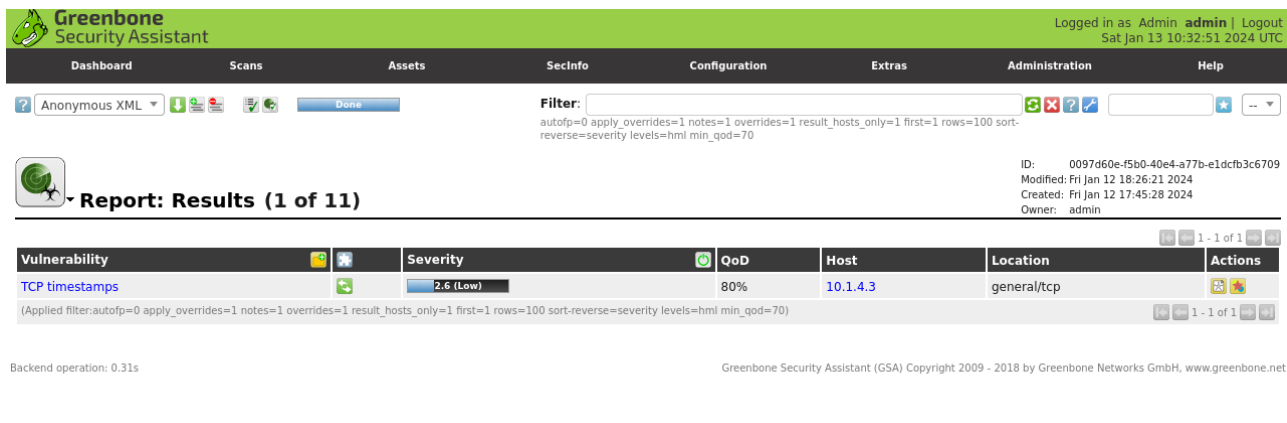 Greenbone
Security Assistant
Logged in as Admin admin | Logout
Sat Jan 13 10:32:51 2024 UTC
Dashboard Scans Assets SecInfo Configuration Extras Administration Help
? Anonymous XML Done Filter: ? --
autofp=0 apply_overrides=1 notes=1 overrides=1 result_hosts_only=1 first=1 rows=100 sort-
reverse=severity levels=hml min_qod=70
ID: 0097d60e-f5b0-40e4-a77b-e1dcfb3c6709
Modified: Fri Jan 12 18:26:21 2024
Created: Fri Jan 12 17:45:28 2024
Owner: admin
Report: Results (1 of 11)
1 - 1 of 1
Vulnerability Severity QoD Host Location Actions
TCP timestamps 2.6 (Low) 80% 10.1.4.3 general/tcp
(Applied filter:autofp=0 apply_overrides=1 notes=1 overrides=1 result_hosts_only=1 first=1 rows=100 sort-reverse=severity levels=hml min_qod=70) 1 - 1 of 1
Backend operation: 0.31s Greenbone Security Assistant (GSA) Copyright 2009 - 2018 by Greenbone Networks GmbH, www.greenbone.net